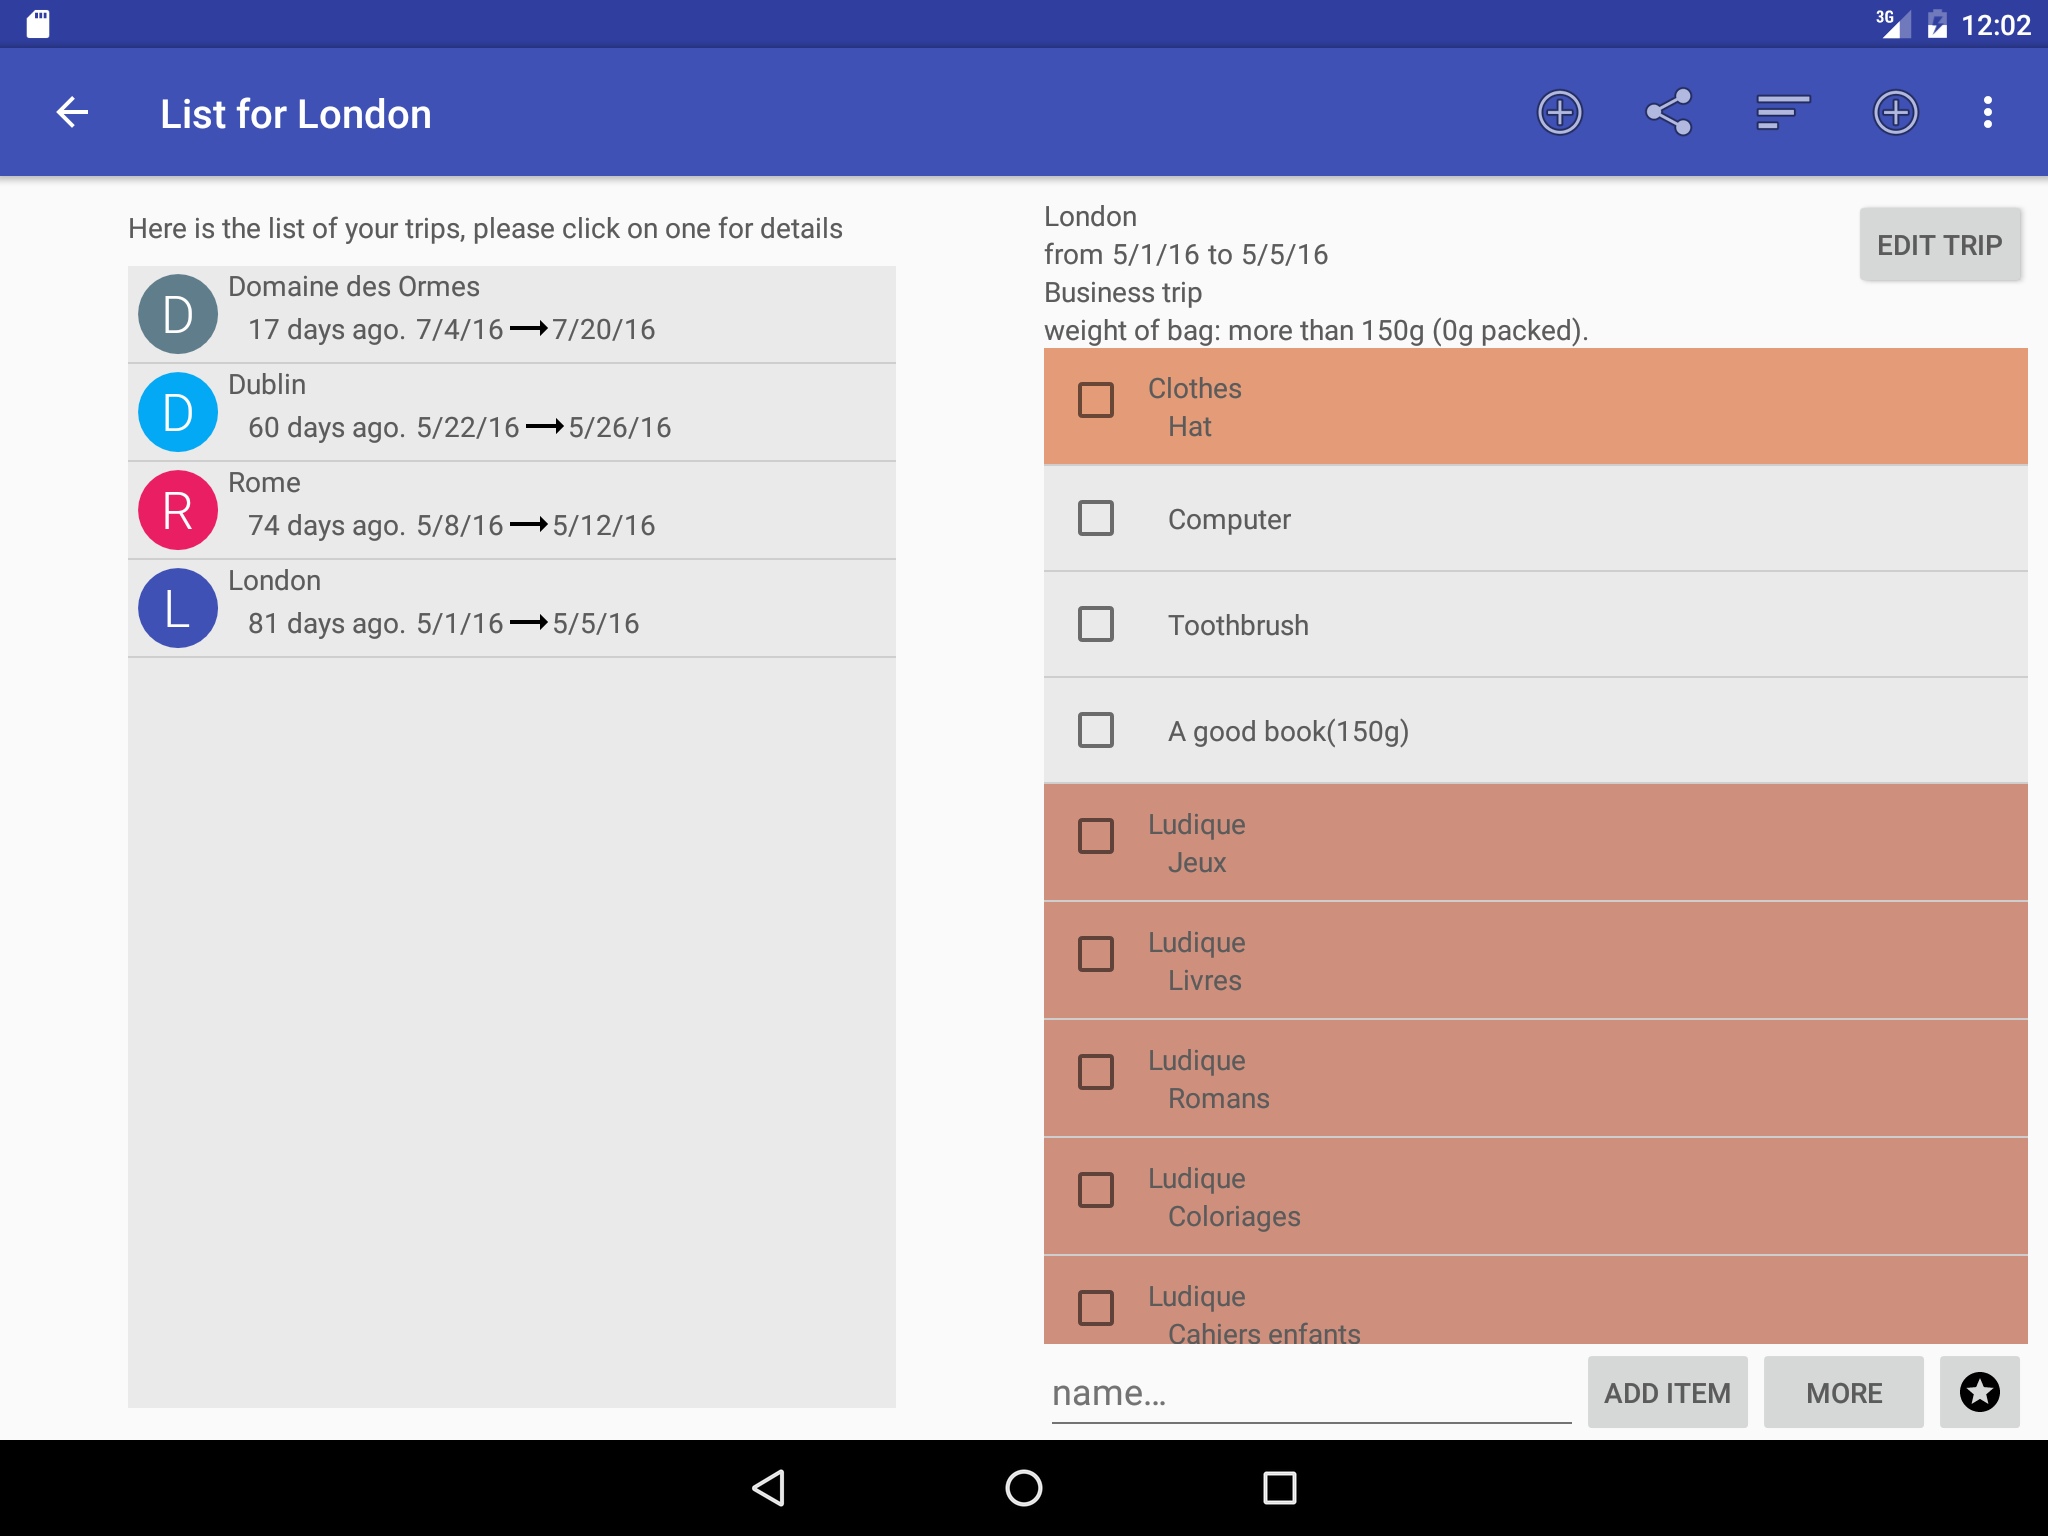 3G 12:02
List for London
Here is the list of your trips, please click on one for details
D Domaine des Ormes
17 days ago. 7/4/16 → 7/20/16
D Dublin
60 days ago. 5/22/16 → 5/26/16
R Rome
74 days ago. 5/8/16 → 5/12/16
L London
81 days ago. 5/1/16 → 5/5/16
London
from 5/1/16 to 5/5/16
Business trip
weight of bag: more than 150g (0g packed).
EDIT TRIP
Clothes
Hat
Computer
Toothbrush
A good book(150g)
Ludique
Jeux
Ludique
Livres
Ludique
Romans
Ludique
Coloriages
Ludique
Cahiers enfants
name...
ADD ITEM
MORE